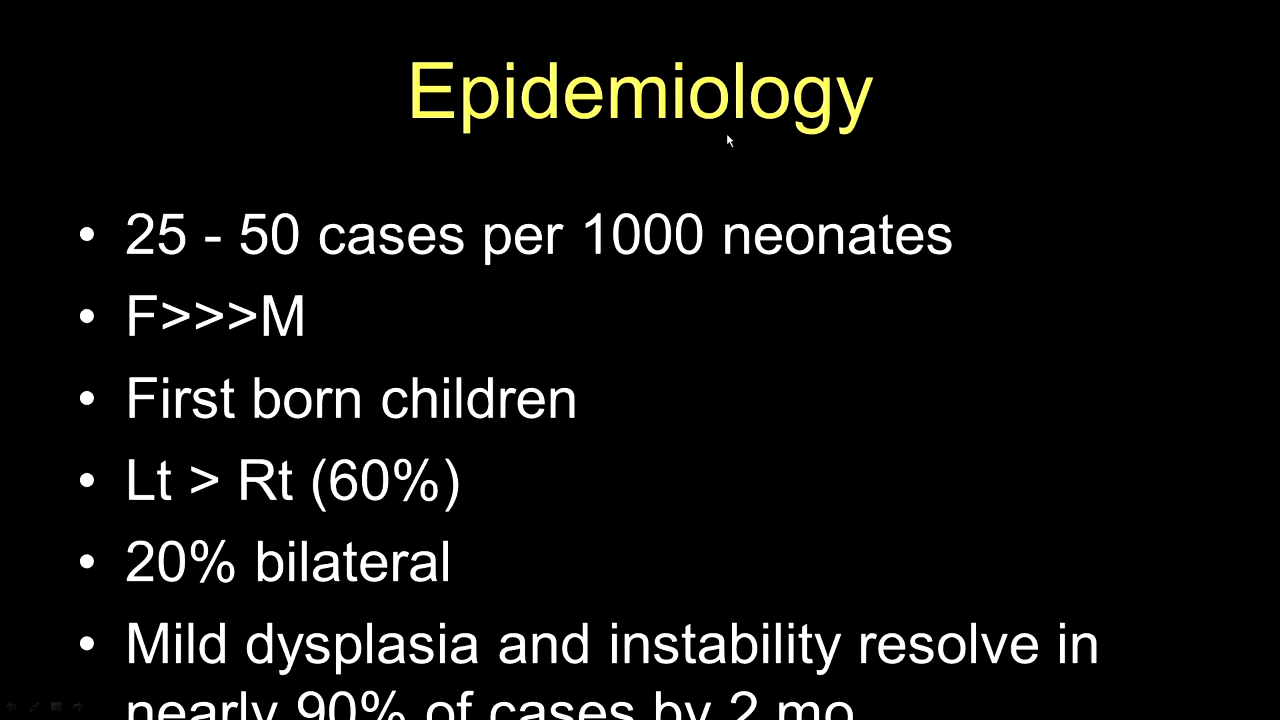 Epidemiology
• 25 - 50 cases per 1000 neonates
• F>>>M
• First born children
• Lt > Rt (60%)
• 20% bilateral
• Mild dysplasia and instability resolve in
nearly 90% of cases by 2 mo